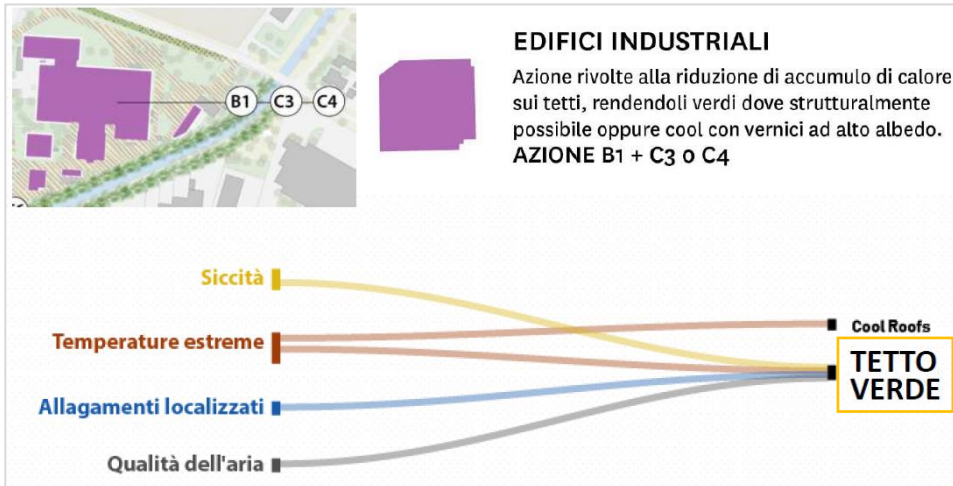 B1 C3 C4
EDIFICI INDUSTRIALI
Azione rivolte alla riduzione di accumulo di calore
sui tetti, rendendoli verdi dove strutturalmente
possibile oppure cool con vernici ad alto albedo.
AZIONE B1 + C3 o C4
Siccità
Temperature estreme
Allagamenti localizzati
Qualità dell'aria
Cool Roofs
TETTO
VERDE